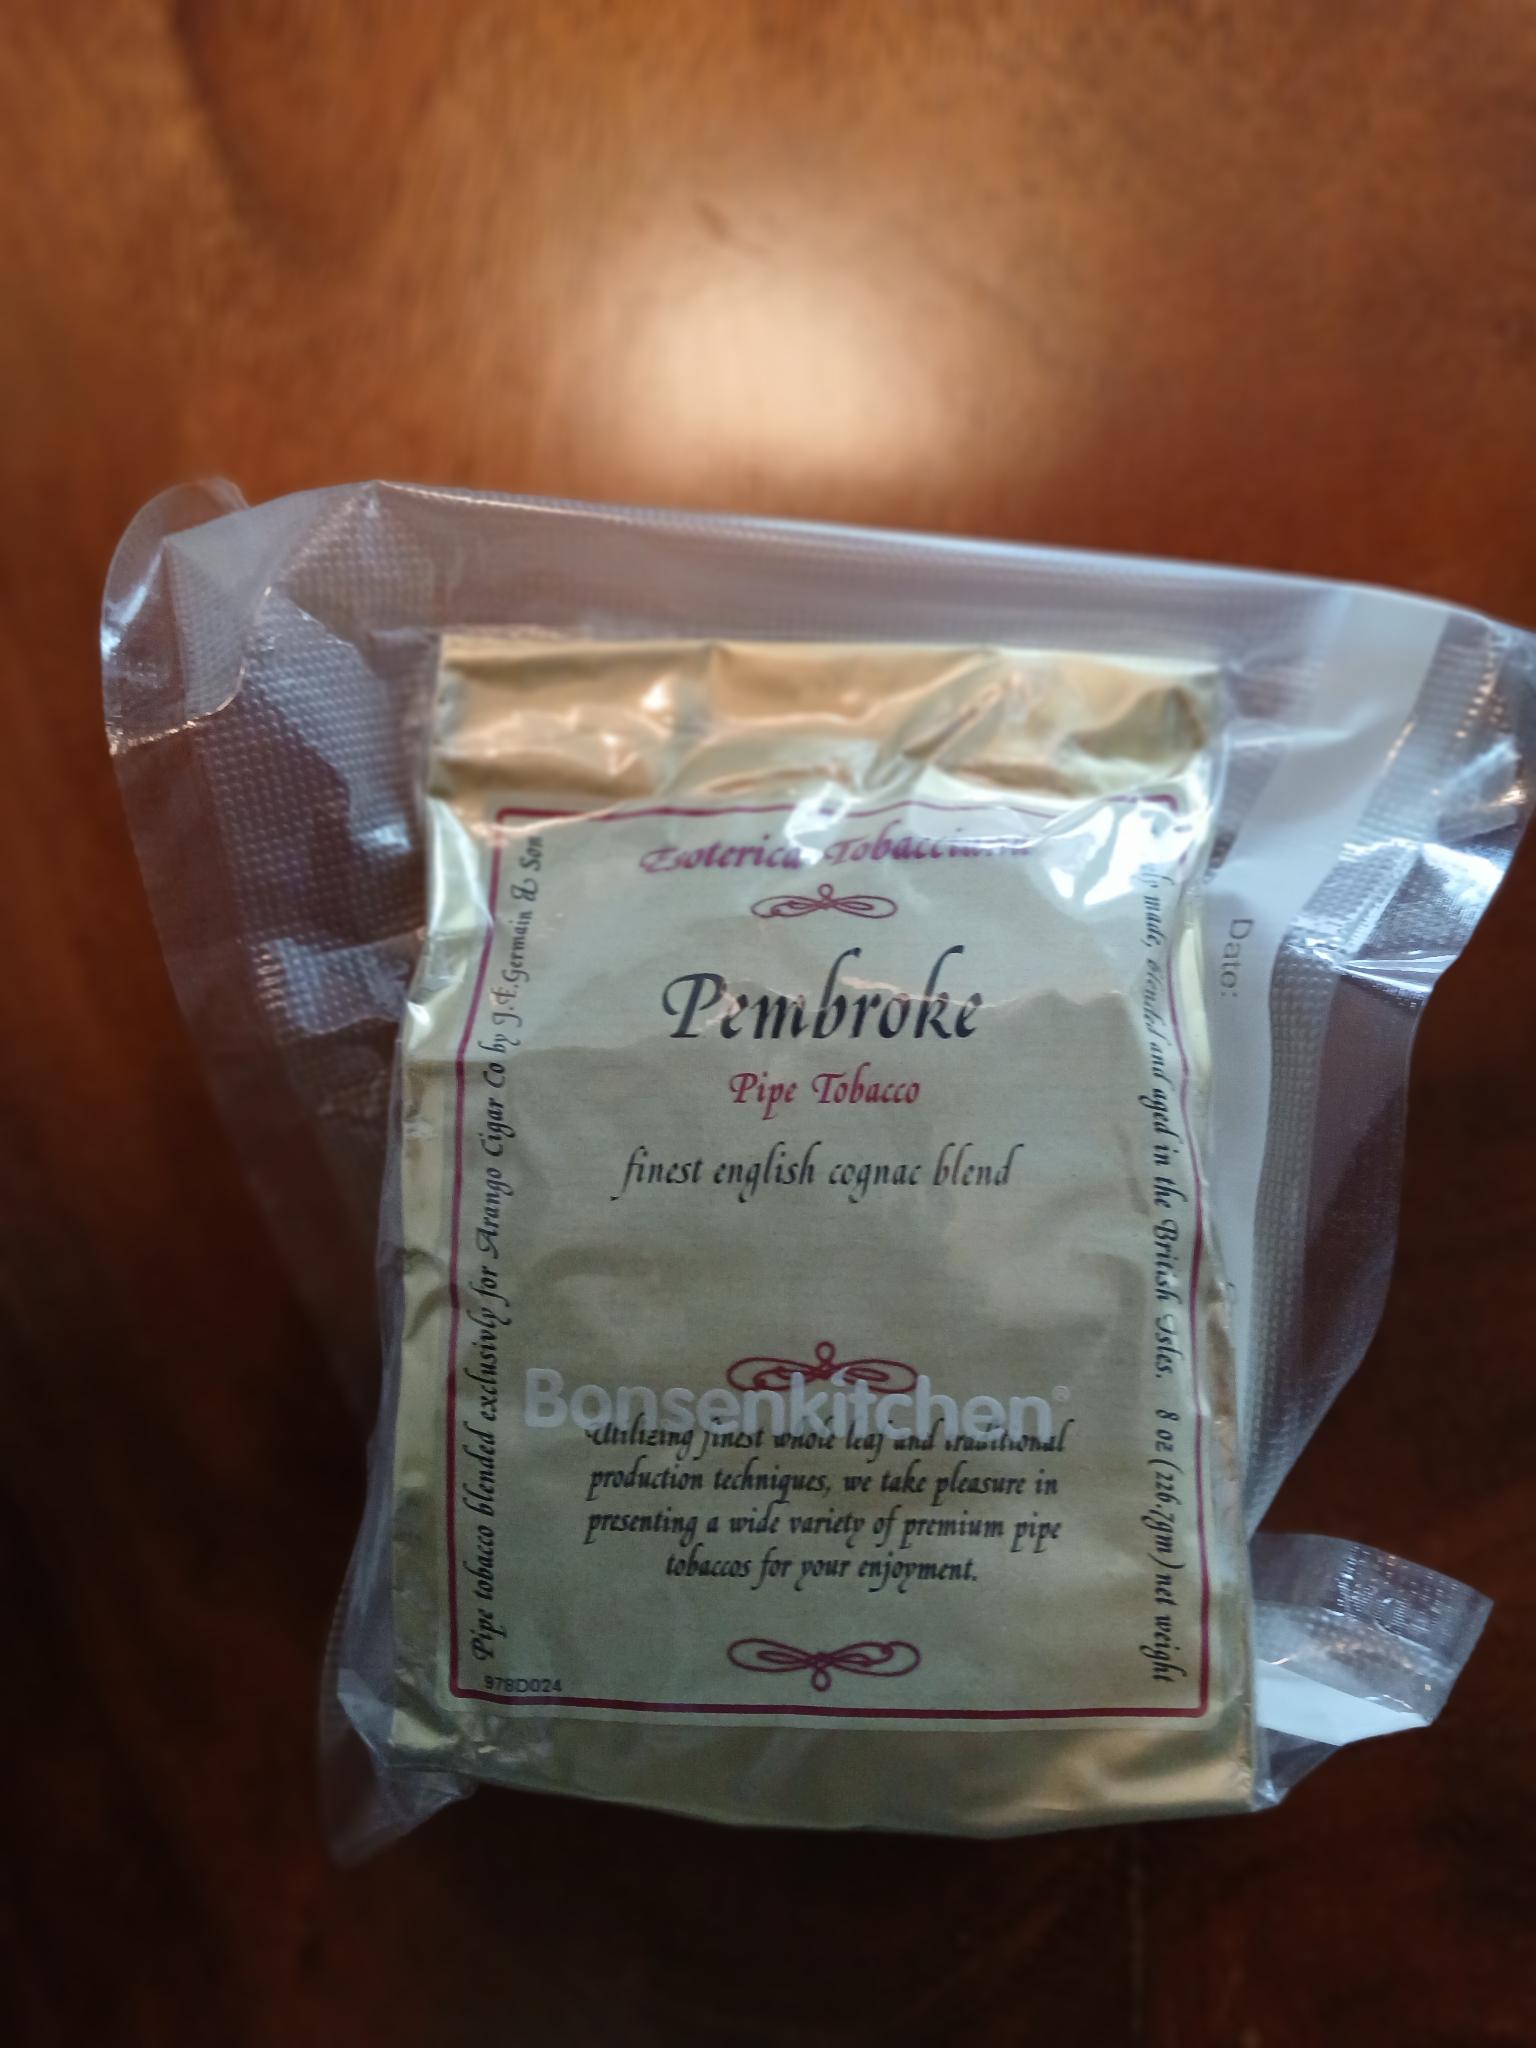 Esoterica Tobacciana
Pembroke
Pipe Tobacco
finest english cognac blend
Bonsenkitchen®
Utilizing finest whole leaf and traditional
production techniques, we take pleasure in
presenting a wide variety of premium pipe
tobaccos for your enjoyment.
978D024
Pipe tobacco blended exclusivly for Arango Cigar Co by J.F.Germain & Son
made, blended and aged in the British Isles. 8 oz (226.7gm) net weight
Date: